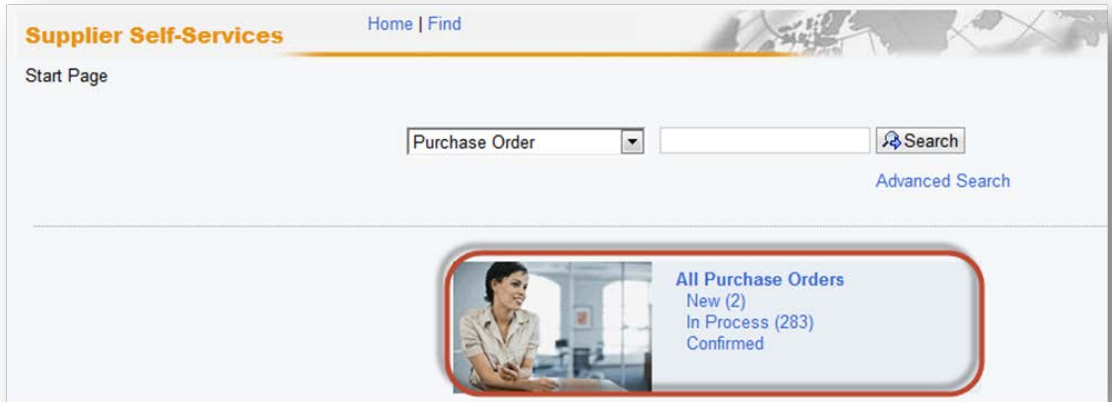 Supplier Self-Services
Home | Find
Start Page
Purchase Order
Search
Advanced Search
All Purchase Orders
New (2)
In Process (283)
Confirmed